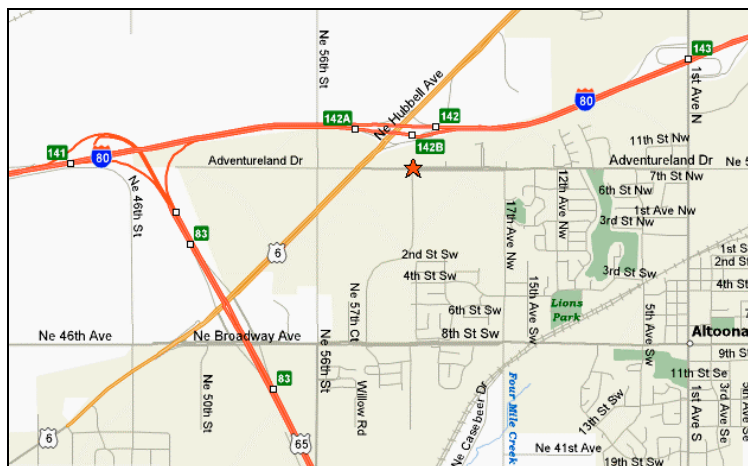 Ne 56th St
Ne Hubbell Ave
143
1st Ave N
80
142A
142
142B
141
80
Adventureland Dr
11th St Nw
Adventureland Dr
Ne 5
7th St Nw
12th Ave Nw
6th St Nw
1st Ave Nw
3rd St Nw
17th Ave Nw
Ne 46th St
83
6
2nd St Sw
4th St Sw
3rd St Sw
1st S
2nd St
4th St
15th Ave Sw
Lions
Park
6th St Sw
8th St Sw
5th Ave Sw
Ne 57th Ct
Ne 46th Ave
Ne Broadway Ave
Ne 56th St
Altoona
9th St
11th St Se
83
Ne 50th St
Willow Rd
Ne Casebeer Dr
Four Mile Creek
13th St Sw
1st Ave S
3rd Ave Se
6
65
Ne 41st Ave
19th St Sw